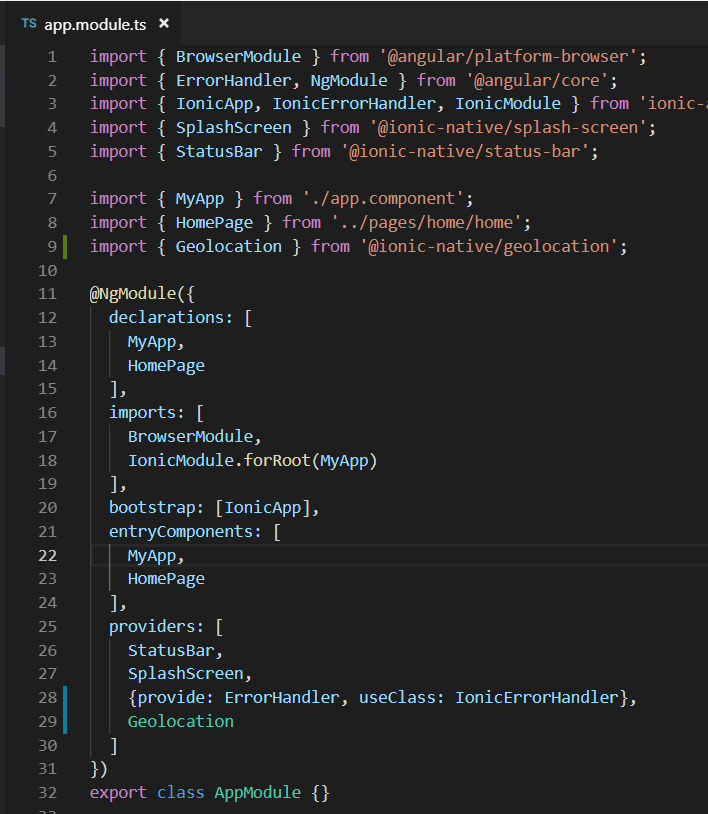 TS app.module.ts ×
1 import { BrowserModule } from '@angular/platform-browser';
2 import { ErrorHandler, NgModule } from '@angular/core';
3 import { IonicApp, IonicErrorHandler, IonicModule } from 'ionic-a
4 import { SplashScreen } from '@ionic-native/splash-screen';
5 import { StatusBar } from '@ionic-native/status-bar';
6
7 import { MyApp } from './app.component';
8 import { HomePage } from '../pages/home/home';
9 import { Geolocation } from '@ionic-native/geolocation';
10
11 @NgModule({
12   declarations: [
13     MyApp,
14     HomePage
15   ],
16   imports: [
17     BrowserModule,
18     IonicModule.forRoot(MyApp)
19   ],
20   bootstrap: [IonicApp],
21   entryComponents: [
22     MyApp,
23     HomePage
24   ],
25   providers: [
26     StatusBar,
27     SplashScreen,
28     {provide: ErrorHandler, useClass: IonicErrorHandler},
29     Geolocation
30   ]
31 })
32 export class AppModule {}